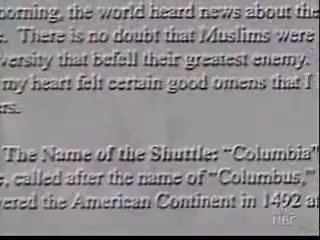 morning, the world heard news about the
e. There is no doubt that Muslims were
versity that befell their greatest enemy.
my heart felt certain good omens that I
rs.
The Name of the Shuttle: “Columbia”
e, called after the name of “Columbus,”
vered the American Continent in 1492 a
NBC